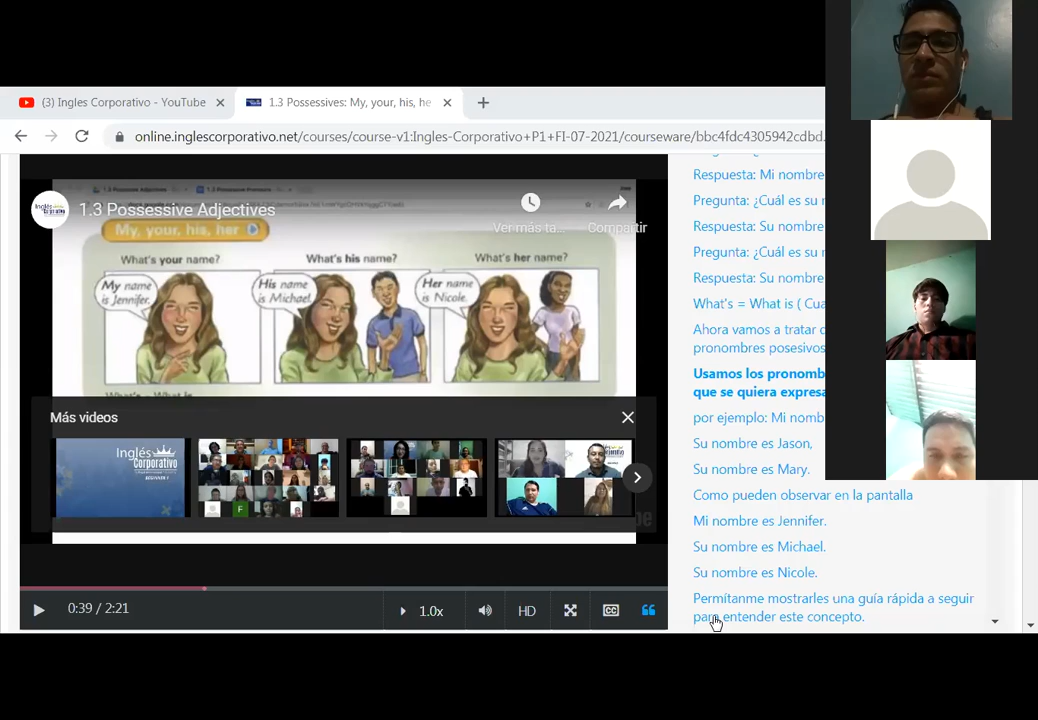 (3) Ingles Corporativo - YouTube
1.3 Possessives: My, your, his, he
online.inglescorporativo.net/courses/course-v1:Ingles-Corporativo+P1+FI-07-2021/courseware/bbc4fdc4305942cdbd
1.3 Possessive Adjectives
Ver más ta...
Compartir
My, your, his, her
What's your name?
What's his name?
What's her name?
My name
is Jennifer.
His name
is Michael.
Her name
is Nicole.
What's = What is
Más videos
Inglés
Corporativo
F
0:39 / 2:21
1.0x
HD
CC
Respuesta: Mi nombre
Pregunta: ¿Cuál es su n
Respuesta: Su nombre
Pregunta: ¿Cuál es su n
Respuesta: Su nombre
What's = What is ( Cua
Ahora vamos a tratar
pronombres posesivos
Usamos los pronomb
que se quiera expresa
por ejemplo: Mi nomb
Su nombre es Jason,
Su nombre es Mary.
Como pueden observar en la pantalla
Mi nombre es Jennifer.
Su nombre es Michael.
Su nombre es Nicole.
Permítanme mostrarles una guía rápida a seguir
para entender este concepto.